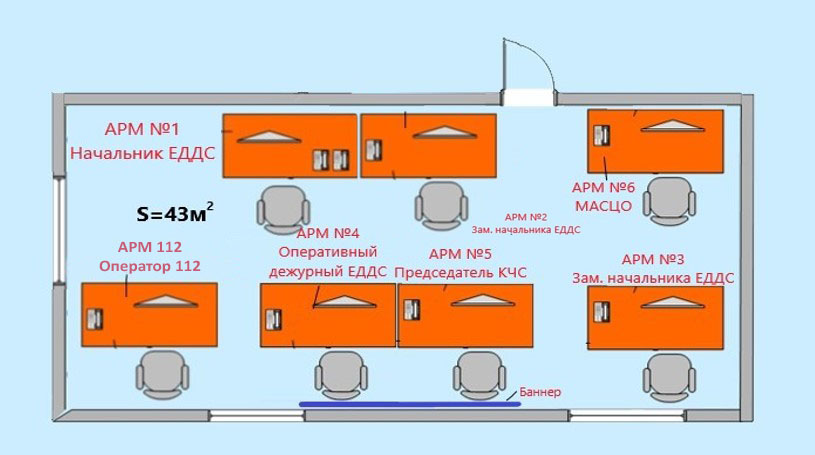 АРМ №1
Начальник ЕДДС
S=43м²
АРМ №6
МАСЦО
АРМ №2
Зам. начальника ЕДДС
АРМ 112
Оператор 112
АРМ №4
Оперативный
дежурный ЕДДС
АРМ №5
Председатель КЧС
АРМ №3
Зам. начальника ЕДДС
Баннер